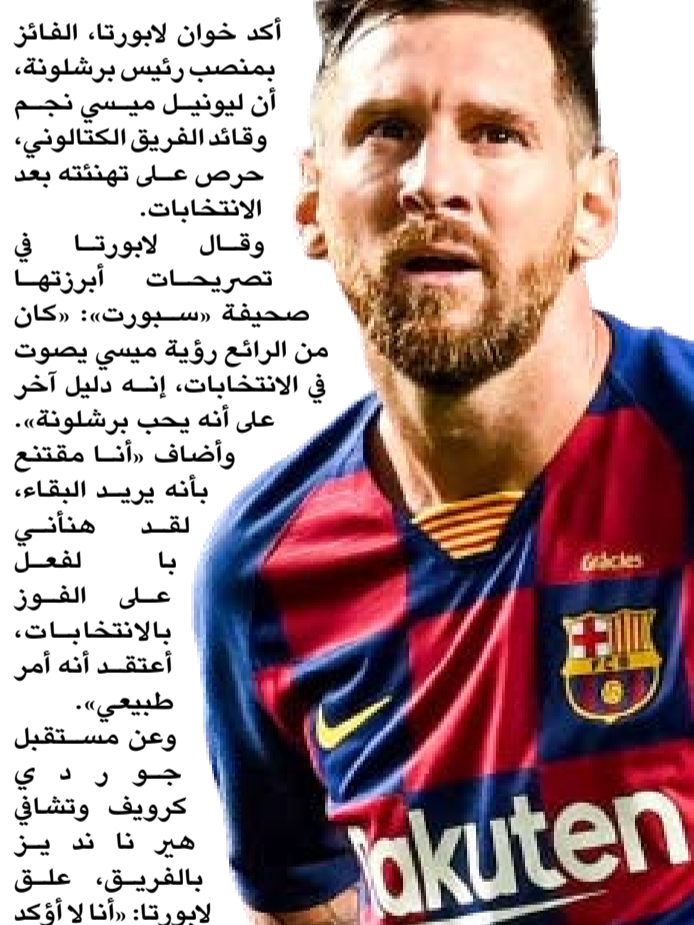 أكد خوان لابورتا، الفائز
بمنصب رئيس برشلونة،
أن ليونيل ميسي نجم
وقائد الفريق الكتالوني،
حرص على تهنئته بعد
الانتخابات.
وقال لابورتا في
تصريحات أبرزتها
صحيفة «سبورت»: «كان
من الرائع رؤية ميسي يصوت
في الانتخابات، إنه دليل آخر
على أنه يحب برشلونة».
وأضاف «أنا مقتنع
بأنه يريد البقاء،
لقد هنأني
با لفعل
على الفوز
بالانتخابات،
أعتقد أنه أمر
طبيعي».
وعن مستقبل
جو ر د ي
كرويف وتشافي
هير نا ند يز
بالفريق، علق
لابورتا: «أنا لا أؤكد
Gràcies
FCB
Rakuten